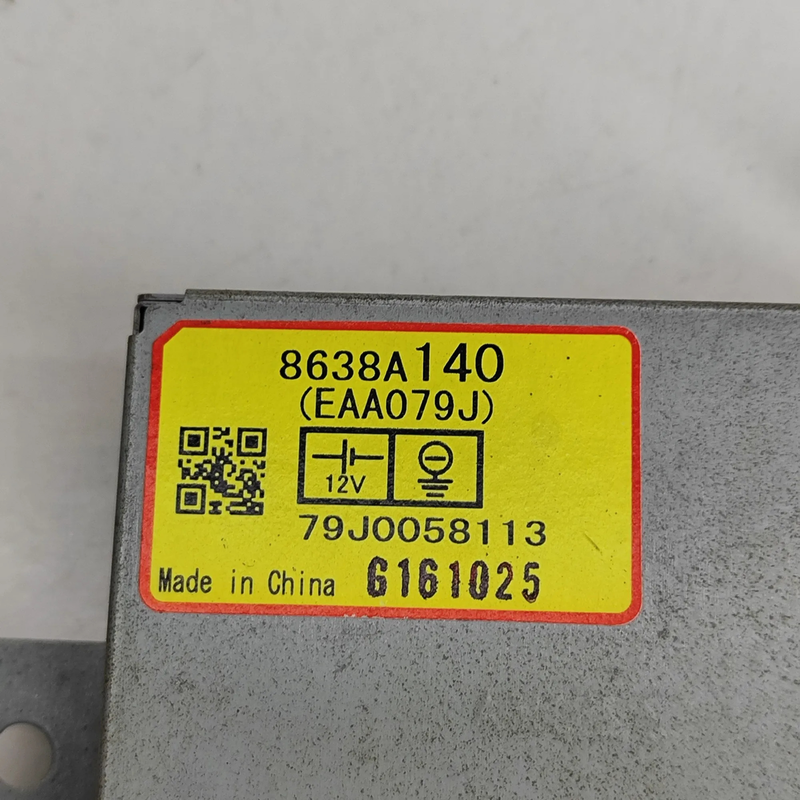 8638A140
(EAA079J)
12V
79J0058113
Made in China G161025